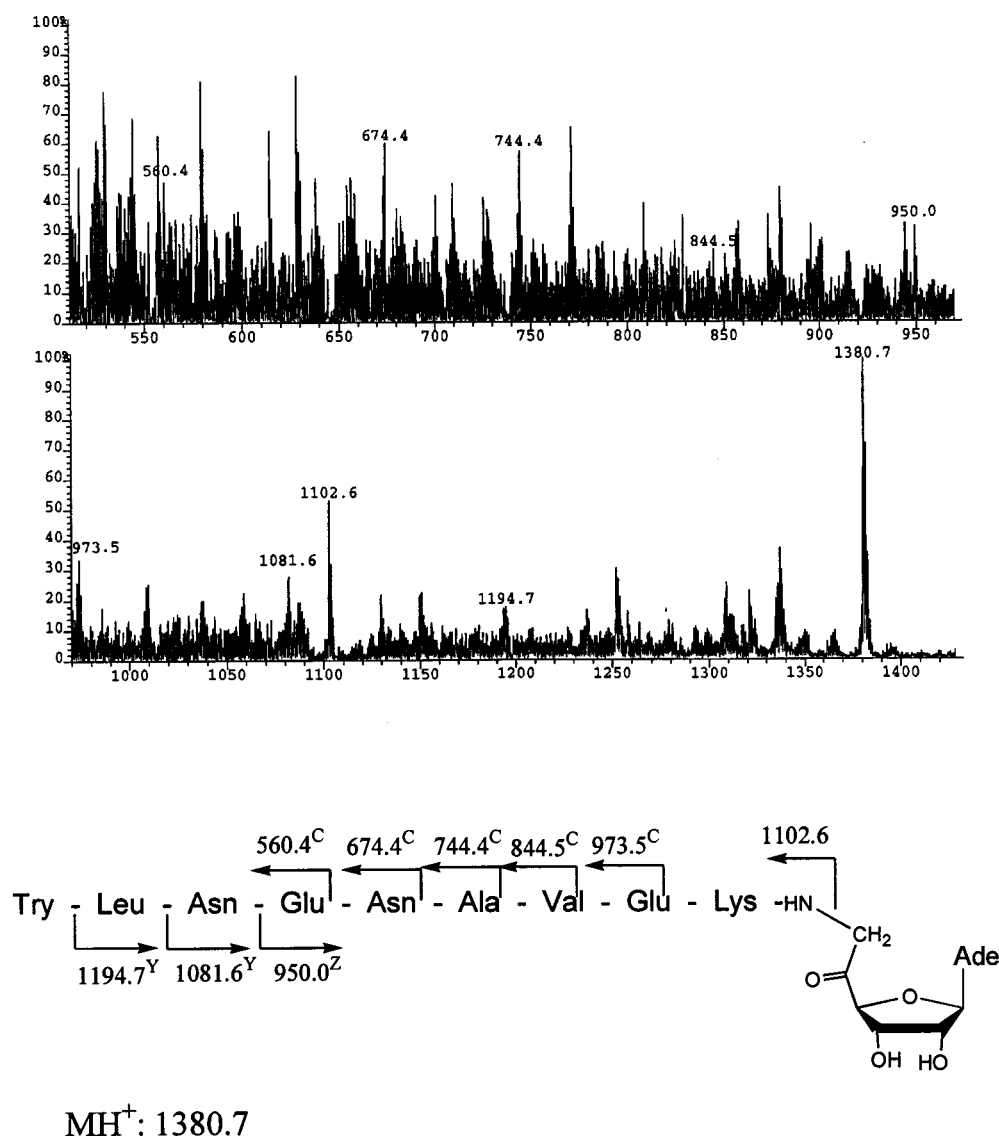 100%
90
80
70
60
50
40
30
20
10
0
560.4
674.4
744.4
844.5
950.0
550 600 650 700 750 800 850 900 950
100%
90
80
70
60
50
40
30
20
10
0
973.5
1081.6
1102.6
1194.7
1380.7
1000 1050 1100 1150 1200 1250 1300 1350 1400
560.4C 674.4C 744.4C 844.5C 973.5C 1102.6
Try - Leu - Asn - Glu - Asn - Ala - Val - Glu - Lys -HN
1194.7Y 1081.6Y 950.0Z
CH2
Ade
O
O
OH HO
MH+: 1380.7